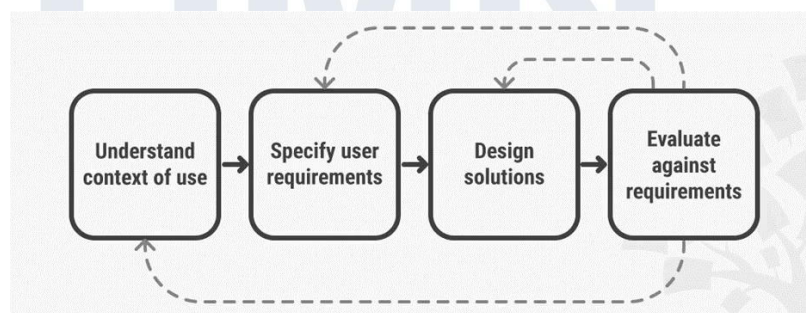 Understand
context of use
Specify user
requirements
Design
solutions
Evaluate
against
requirements